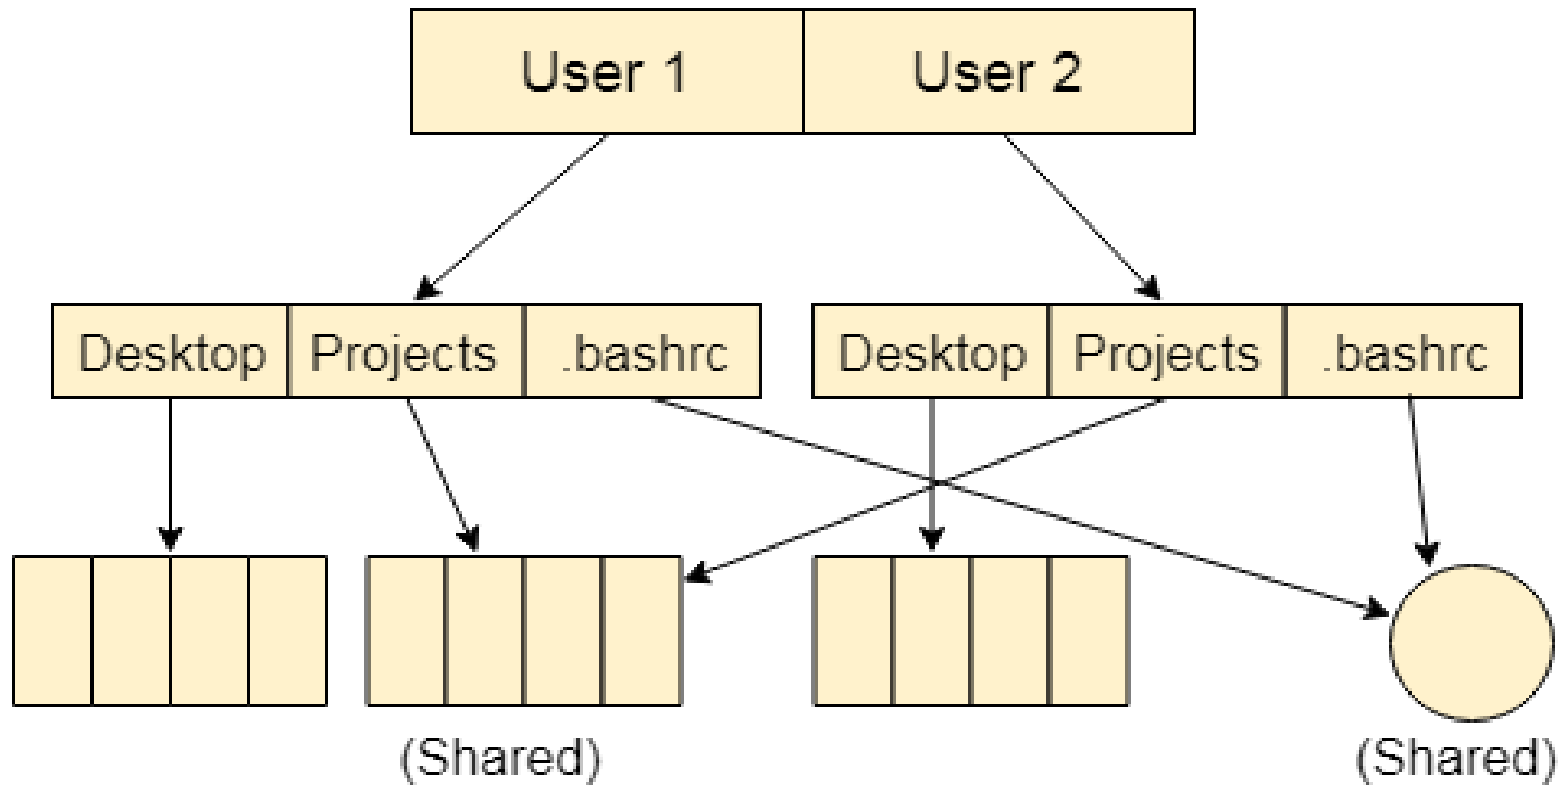 User 1 User 2
Desktop Projects .bashrc Desktop Projects .bashrc
(Shared) (Shared)